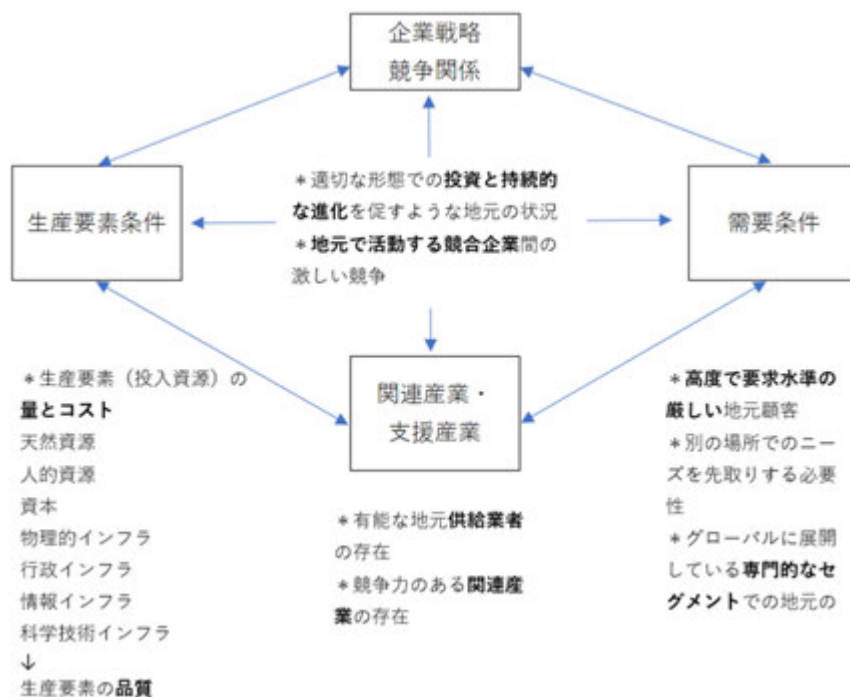 企業戦略
競争関係
＊適切な形態での投資と持続的
な進化を促すような地元の状況
＊地元で活動する競合企業間の
激しい競争
生産要素条件
需要条件
関連産業・
支援産業
＊生産要素（投入資源）の
量とコスト
天然資源
人的資源
資本
物理的インフラ
行政インフラ
情報インフラ
科学技術インフラ
↓
生産要素の品質
＊有能な地元供給業者
の存在
＊競争力のある関連産
業の存在
＊高度で要求水準の
厳しい地元顧客
＊別の場所でのニー
ズを先取りする必要
性
＊グローバルに展開
している専門的なセ
グメントでの地元の